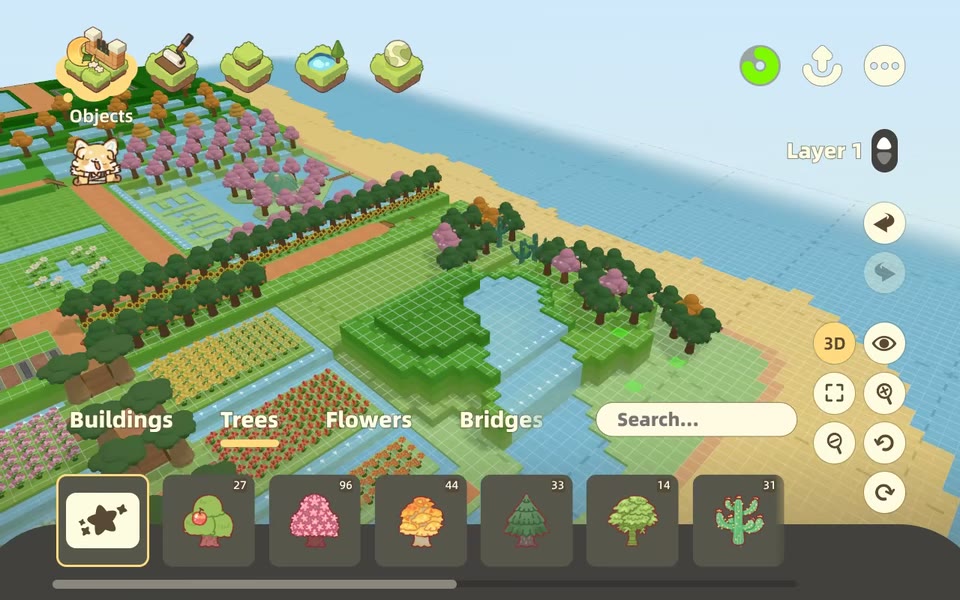 Objects
Layer 1
3D
Buildings
Trees
Flowers
Bridges
Search...
27
96
44
33
14
31